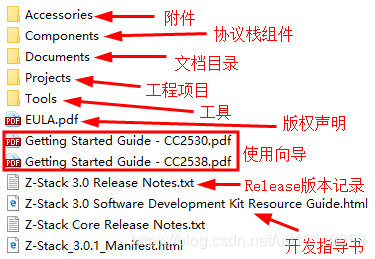 Accessories 附件
Components 协议栈组件
Documents 文档目录
Projects 工程项目
Tools 工具
EULA.pdf 版权声明
Getting Started Guide - CC2530.pdf
使用向导
Getting Started Guide - CC2538.pdf
Z-Stack 3.0 Release Notes.txt Release版本记录
Z-Stack 3.0 Software Development Kit Resource Guide.html
Z-Stack Core Release Notes.txt
开发指导书
Z-Stack_3.0.1_Manifest.html